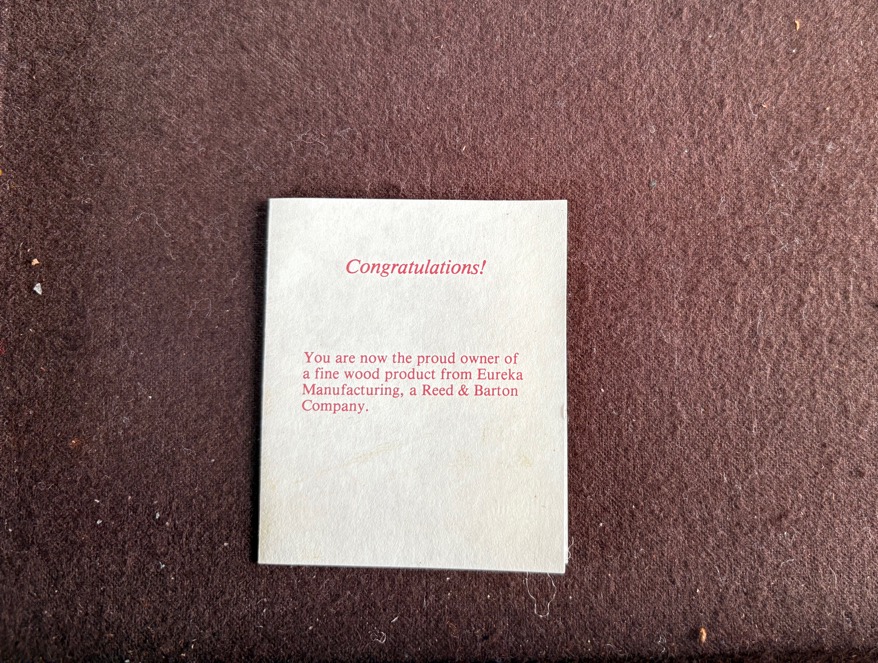 Congratulations!
You are now the proud owner of
a fine wood product from Eureka
Manufacturing, a Reed & Barton
Company.